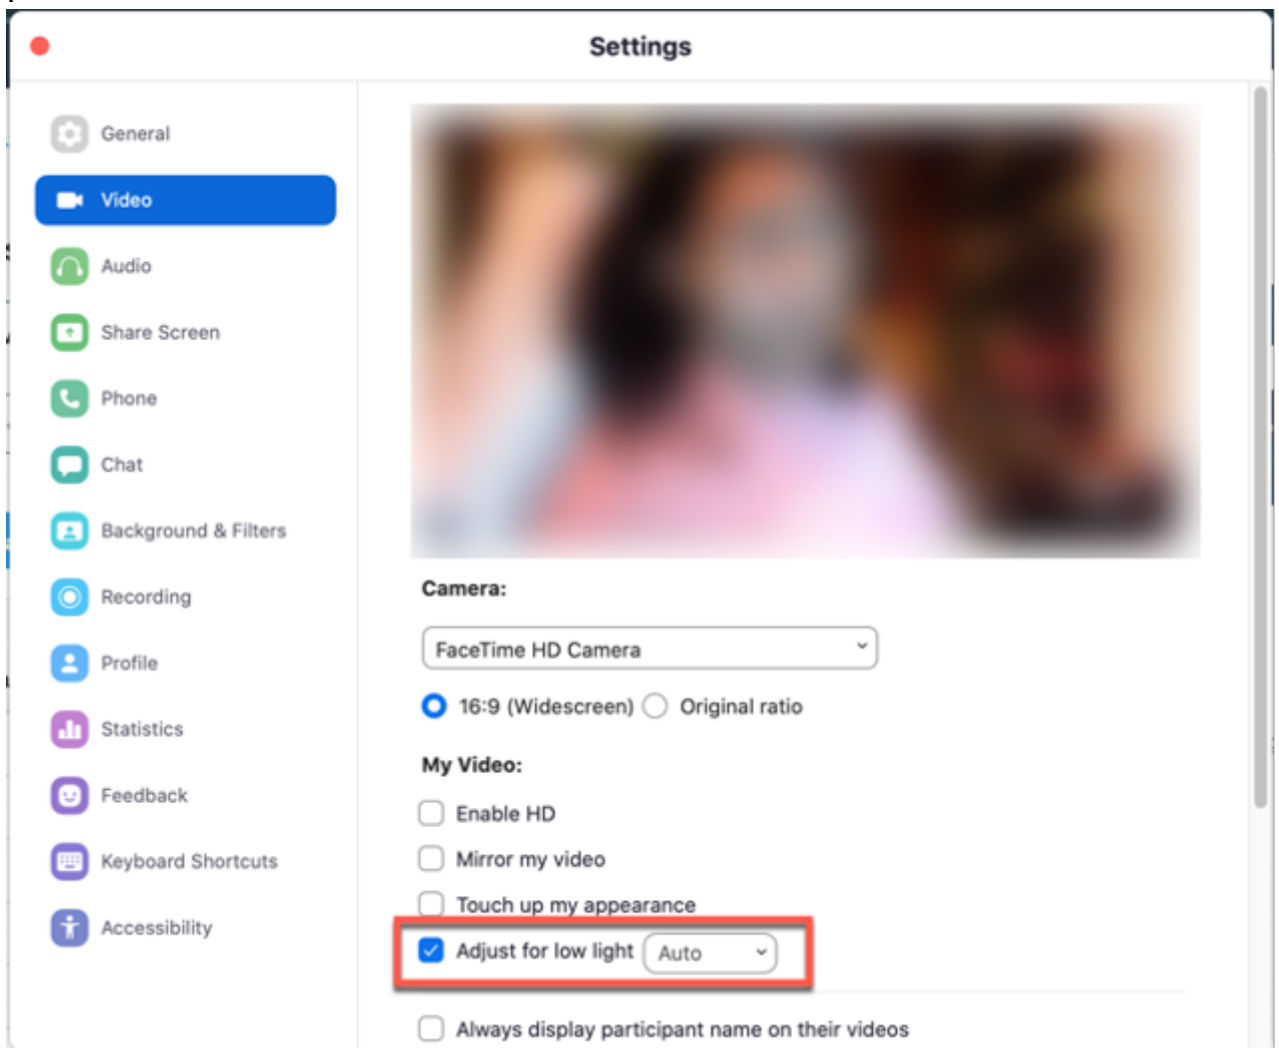 Settings
General
Video
Audio
Share Screen
Phone
Chat
Background & Filters
Recording
Profile
Statistics
Feedback
Keyboard Shortcuts
Accessibility
Camera:
FaceTime HD Camera
16:9 (Widescreen) Original ratio
My Video:
Enable HD
Mirror my video
Touch up my appearance
Adjust for low light Auto
Always display participant name on their videos